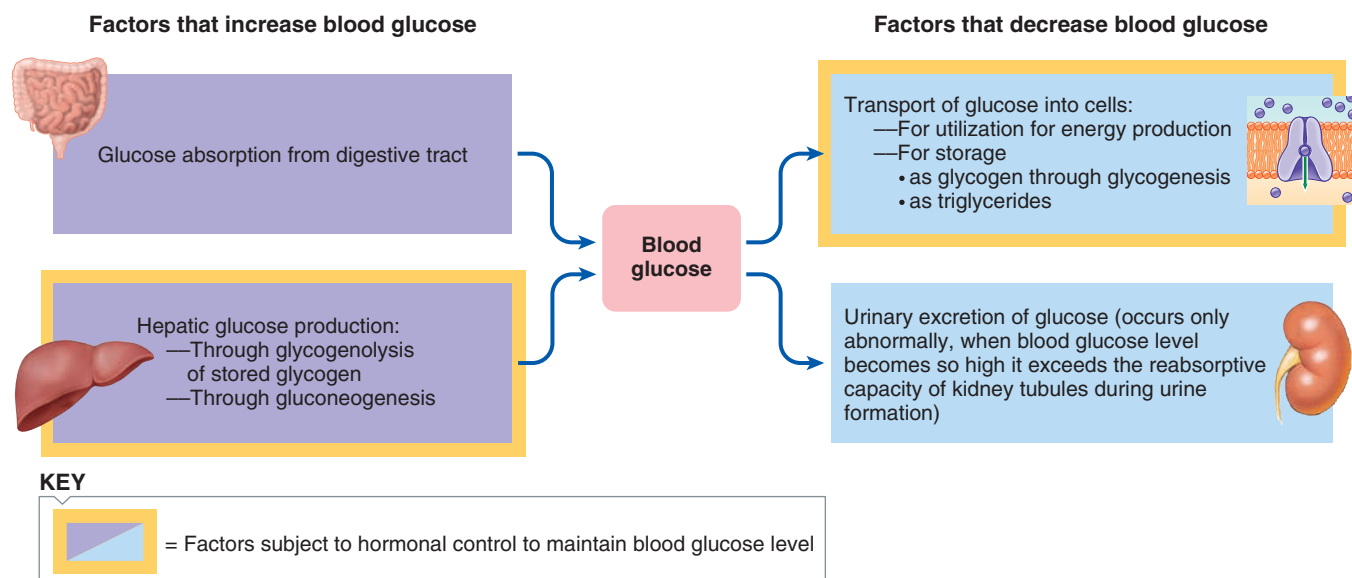 Factors that increase blood glucose
Factors that decrease blood glucose
Glucose absorption from digestive tract
Hepatic glucose production:
—Through glycogenolysis
of stored glycogen
—Through gluconeogenesis
Blood
glucose
Transport of glucose into cells:
—For utilization for energy production
—For storage
• as glycogen through glycogenesis
• as triglycerides
Urinary excretion of glucose (occurs only
abnormally, when blood glucose level
becomes so high it exceeds the reabsorptive
capacity of kidney tubules during urine
formation)
KEY
= Factors subject to hormonal control to maintain blood glucose level